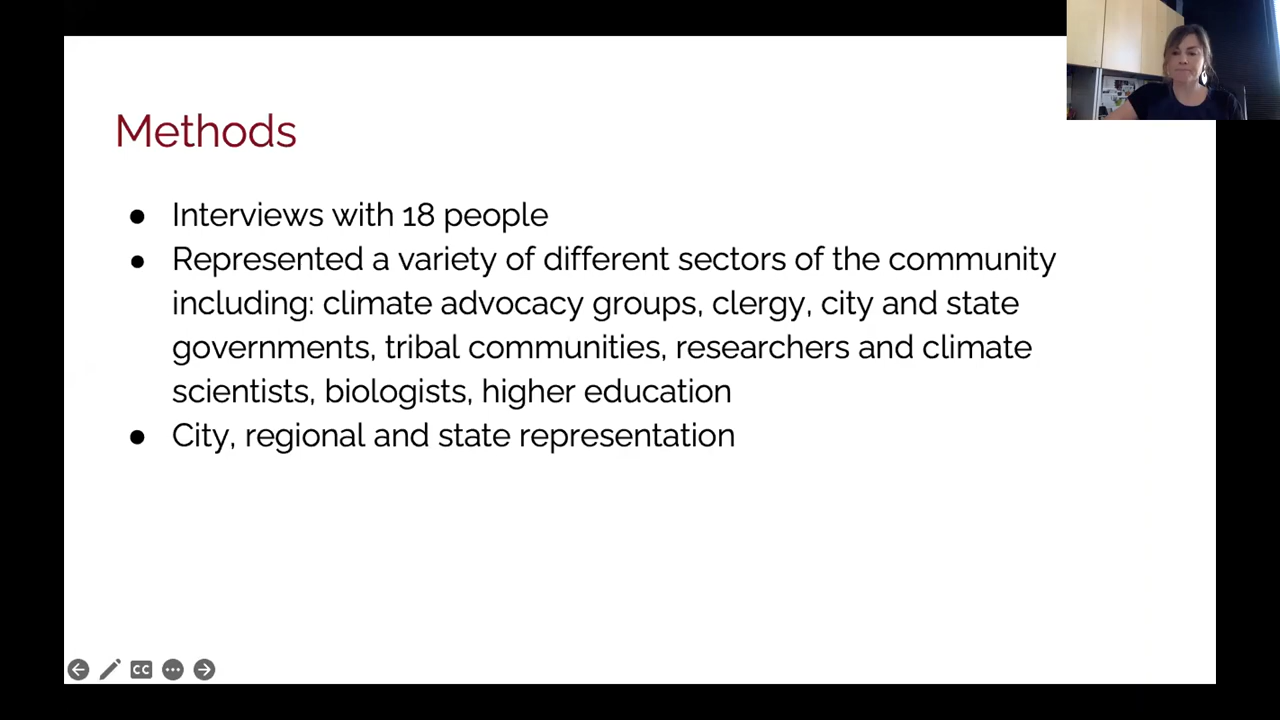 Methods
● Interviews with 18 people
● Represented a variety of different sectors of the community
including: climate advocacy groups, clergy, city and state
governments, tribal communities, researchers and climate
scientists, biologists, higher education
● City, regional and state representation
CC